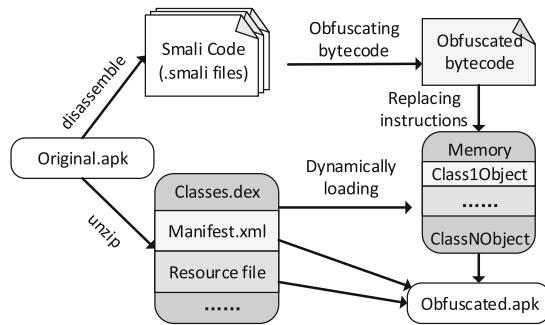 Smali Code
(.smali files)
Obfuscating
bytecode
Obfuscated
bytecode
disassemble
Replacing
instructions
Original.apk
Memory
Class1Object
......
ClassNObject
Dynamically
loading
unzip
Classes.dex
Manifest.xml
Resource file
......
Obfuscated.apk